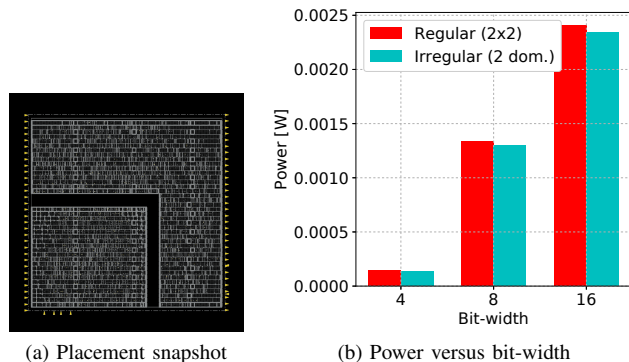 0.0025
0.0020
0.0015
0.0010
0.0005
0.0000
Power [W]
Regular (2x2)
Irregular (2 dom.)
4
8
16
Bit-width
(a) Placement snapshot
(b) Power versus bit-width